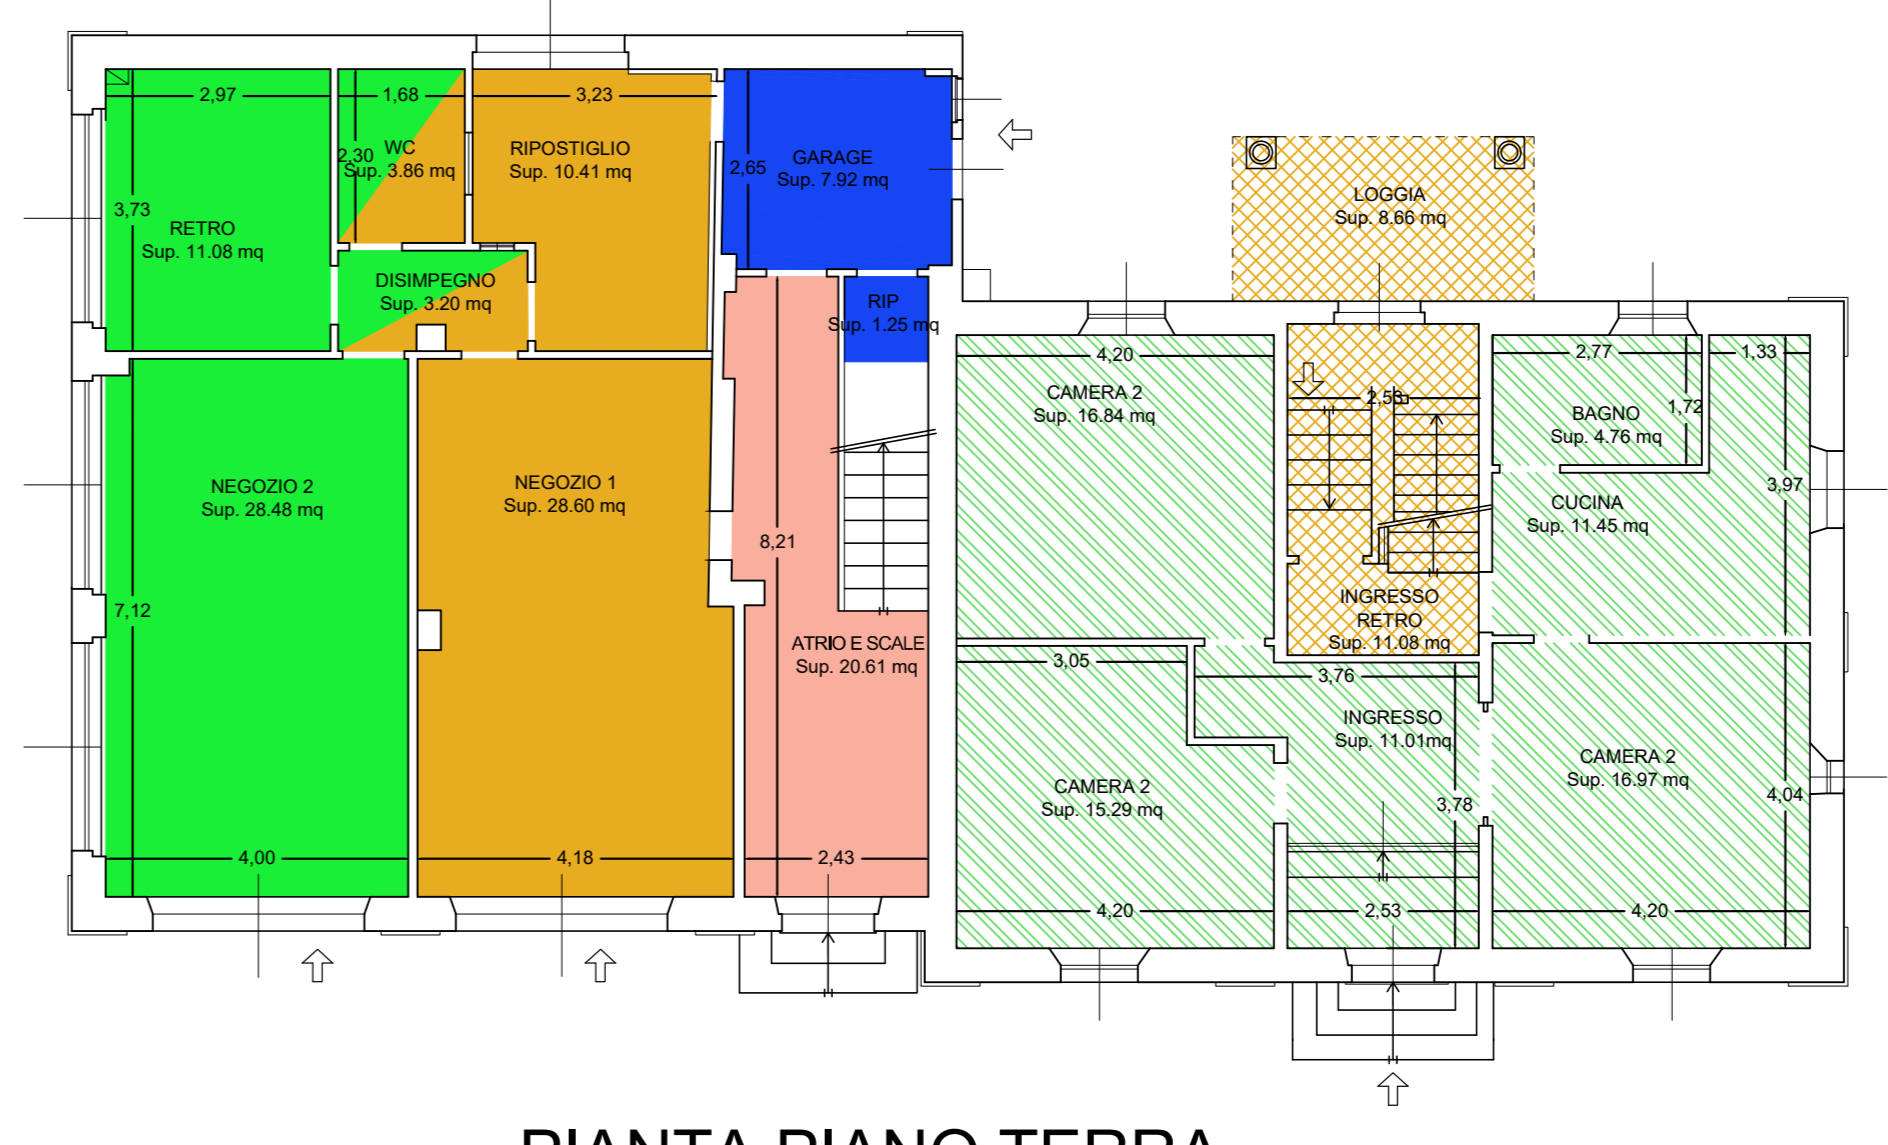 2,97
1,68
3,23
2,30
WC
Sup. 3.86 mq
RIPOSTIGLIO
Sup. 10.41 mq
2,65
GARAGE
Sup. 7.92 mq
3,73
RETRO
Sup. 11.08 mq
DISIMPEGNO
Sup. 3.20 mq
RIP
Sup. 1.25 mq
LOGGIA
Sup. 8.66 mq
4,20
CAMERA 2
Sup. 16.84 mq
2,53
2,77
1,33
1,72
BAGNO
Sup. 4.76 mq
3,97
CUCINA
Sup. 11.45 mq
NEGOZIO 2
Sup. 28.48 mq
NEGOZIO 1
Sup. 28.60 mq
8,21
7,12
ATRIO E SCALE
Sup. 20.61 mq
INGRESSO
RETRO
Sup. 11.08 mq
3,05
3,76
INGRESSO
Sup. 11.01mq
CAMERA 2
Sup. 15.29 mq
3,78
CAMERA 2
Sup. 16.97 mq
4,04
4,00
4,18
2,43
4,20
2,53
4,20
PIANTA PIANO TERRA